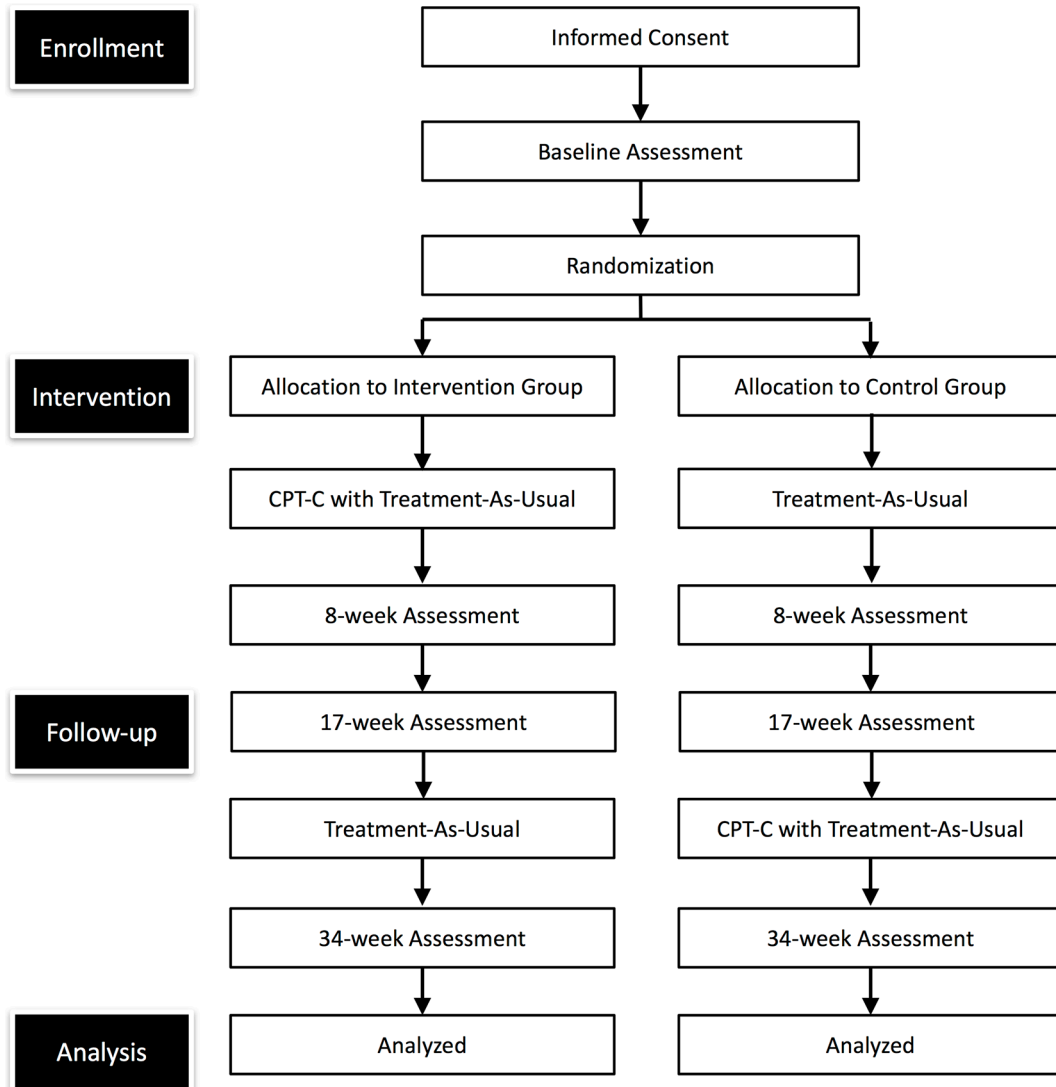 Enrollment
Informed Consent
Baseline Assessment
Randomization
Intervention
Allocation to Intervention Group
Allocation to Control Group
CPT-C with Treatment-As-Usual
Treatment-As-Usual
8-week Assessment
8-week Assessment
Follow-up
17-week Assessment
17-week Assessment
Treatment-As-Usual
CPT-C with Treatment-As-Usual
34-week Assessment
34-week Assessment
Analysis
Analyzed
Analyzed